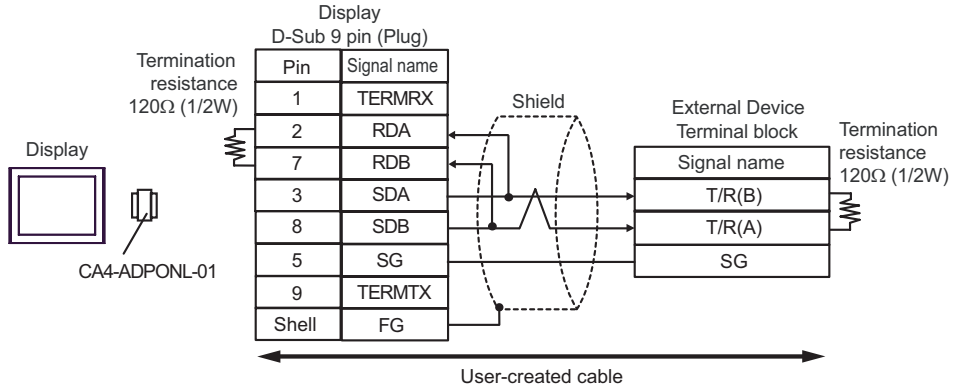 Display
D-Sub 9 pin (Plug)
Termination
resistance
120Ω (1/2W)
Pin Signal name
1 TERMRX
2 RDA
7 RDB
3 SDA
8 SDB
5 SG
9 TERMTX
Shell FG
Display
CA4-ADPONL-01
Shield
External Device
Terminal block
Signal name
T/R(B)
T/R(A)
SG
Termination
resistance
120Ω (1/2W)
User-created cable